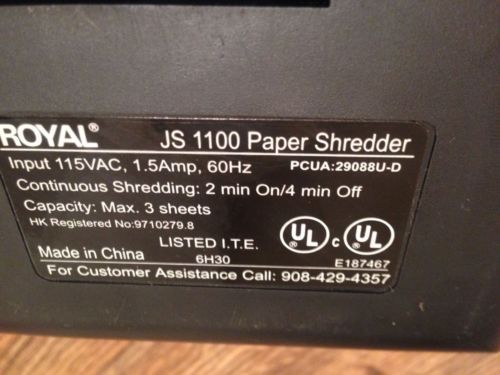 ROYAL® JS 1100 Paper Shredder
Input 115VAC, 1.5Amp, 60Hz PCUA:29088U-D
Continuous Shredding: 2 min On/4 min Off
Capacity: Max. 3 sheets
HK Registered No:9710279.8
LISTED I.T.E. UL c UL
Made in China 6H30 E187467
For Customer Assistance Call: 908-429-4357